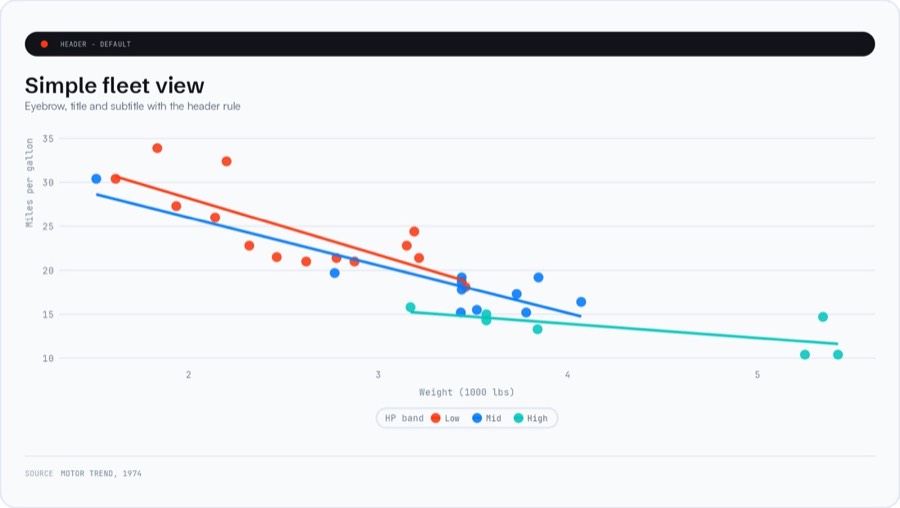 HEADER · DEFAULT
Simple fleet view
Eyebrow, title and subtitle with the header rule
Miles per gallon
35
30
25
20
15
10
2 3 4 5
Weight (1000 lbs)
HP band Low Mid High
SOURCE MOTOR TREND, 1974